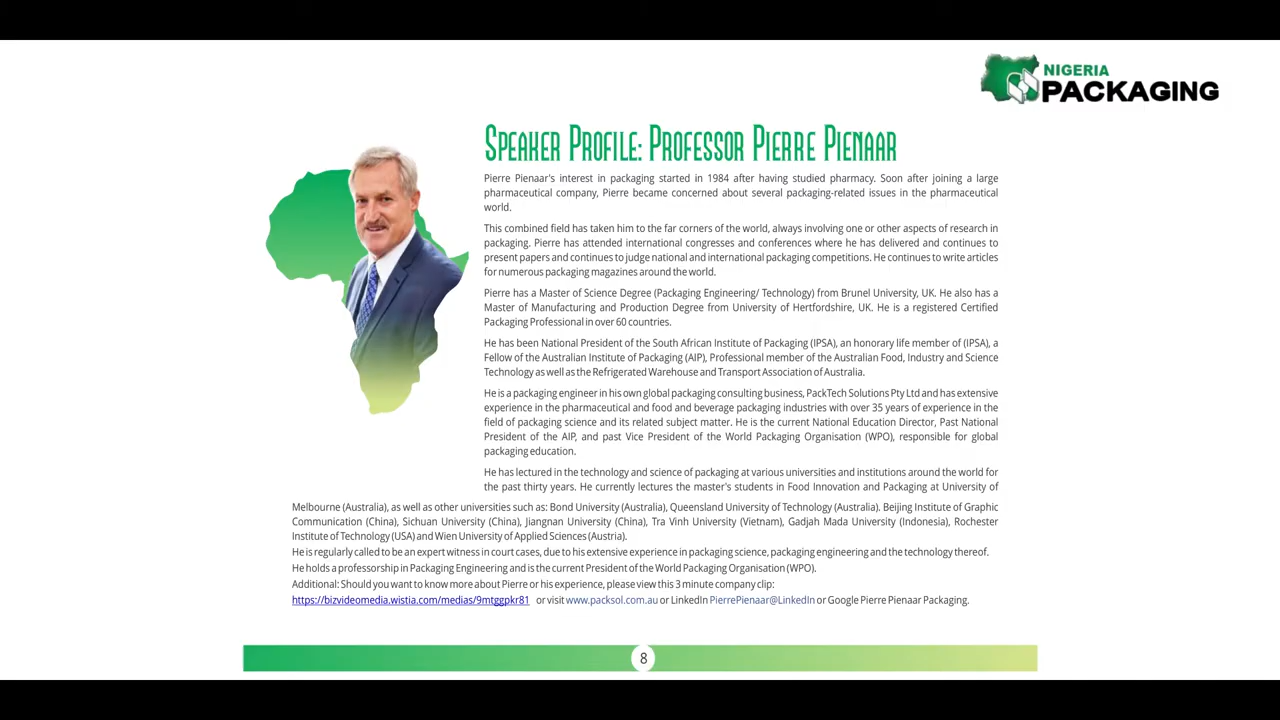 NIGERIA
PACKAGING
SPEAKER PROFILE: PROFESSOR PIERRE PIENAAR
Pierre Pienaar's interest in packaging started in 1984 after having studied pharmacy. Soon after joining a large
pharmaceutical company, Pierre became concerned about several packaging-related issues in the pharmaceutical
world.
This combined field has taken him to the far corners of the world, always involving one or other aspects of research in
packaging. Pierre has attended international congresses and conferences where he has delivered and continues to
present papers and continues to judge national and international packaging competitions. He continues to write articles
for numerous packaging magazines around the world.
Pierre has a Master of Science Degree (Packaging Engineering/ Technology) from Brunel University, UK. He also has a
Master of Manufacturing and Production Degree from University of Hertfordshire, UK. He is a registered Certified
Packaging Professional in over 60 countries.
He has been National President of the South African Institute of Packaging (IPSA), an honorary life member of (IPSA), a
Fellow of the Australian Institute of Packaging (AIP), Professional member of the Australian Food, Industry and Science
Technology as well as the Refrigerated Warehouse and Transport Association of Australia.
He is a packaging engineer in his own global packaging consulting business, PackTech Solutions Pty Ltd and has extensive
experience in the pharmaceutical and food and beverage packaging industries with over 35 years of experience in the
field of packaging science and its related subject matter. He is the current National Education Director, Past National
President of the AIP, and past Vice President of the World Packaging Organisation (WPO), responsible for global
packaging education.
He has lectured in the technology and science of packaging at various universities and institutions around the world for
the past thirty years. He currently lectures the master's students in Food Innovation and Packaging at University of
Melbourne (Australia), as well as other universities such as: Bond University (Australia), Queensland University of Technology (Australia). Beijing Institute of Graphic
Communication (China), Sichuan University (China), Jiangnan University (China), Tra Vinh University (Vietnam), Gadjah Mada University (Indonesia), Rochester
Institute of Technology (USA) and Wien University of Applied Sciences (Austria).
He is regularly called to be an expert witness in court cases, due to his extensive experience in packaging science, packaging engineering and the technology thereof.
He holds a professorship in Packaging Engineering and is the current President of the World Packaging Organisation (WPO).
Additional: Should you want to know more about Pierre or his experience, please view this 3 minute company clip:
https://bizvideomedia.wistia.com/medias/9mtggpkr81 or visit www.packsol.com.au or LinkedIn PierrePienaar@LinkedIn or Google Pierre Pienaar Packaging.
8